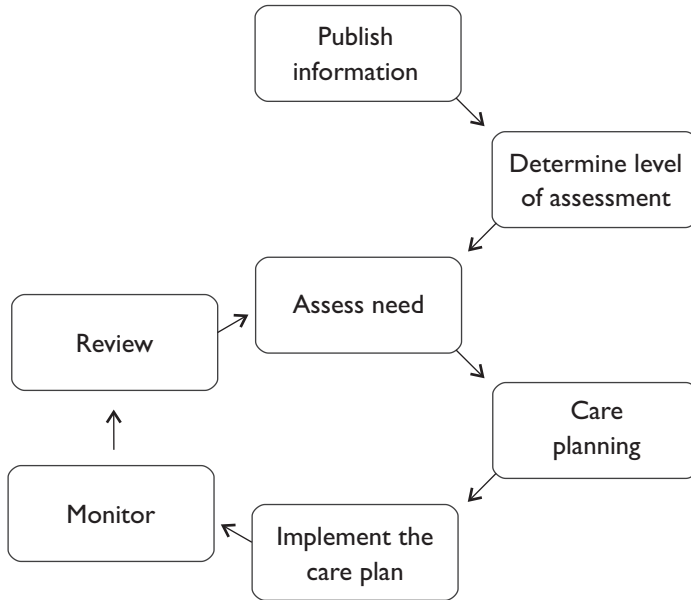 Publish
information
Determine level
of assessment
Assess need
Review
Care
planning
Monitor
Implement the
care plan